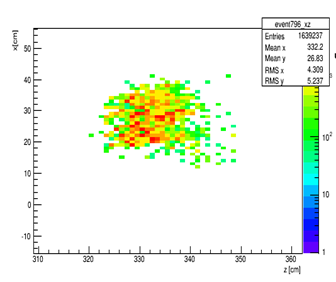 event796_xz
Entries 1639237
Mean x 332.2
Mean y 26.83
RMS x 4.309
RMS y 5.237
x[cm]
50
40
30
20
10
0
-10
310 320 330 340 350 360
z [cm]
10²
10
1